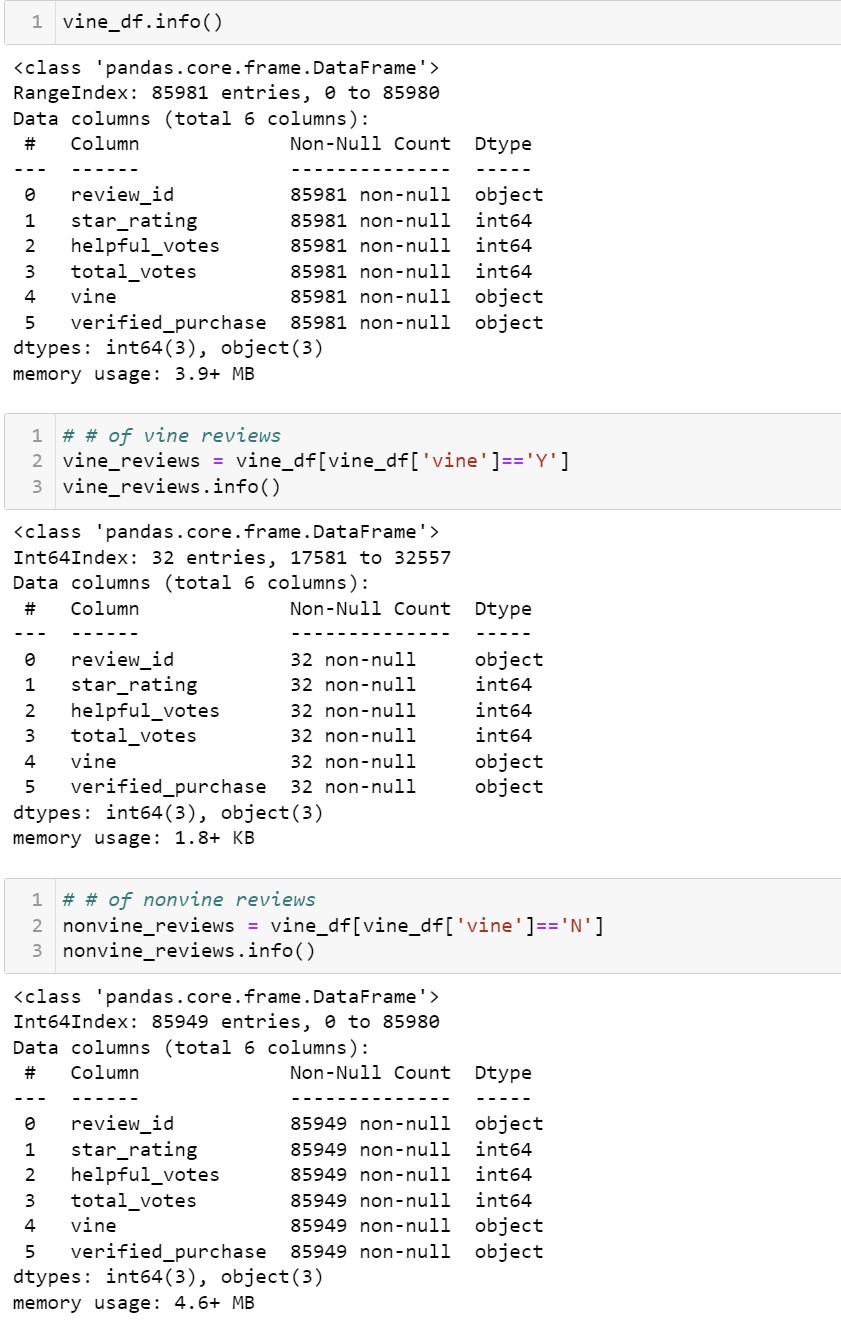 1 vine_df.info()
<class 'pandas.core.frame.DataFrame'>
RangeIndex: 85981 entries, 0 to 85980
Data columns (total 6 columns):
 #   Column             Non-Null Count  Dtype
---  ------             --------------  -----
 0   review_id          85981 non-null  object
 1   star_rating        85981 non-null  int64
 2   helpful_votes      85981 non-null  int64
 3   total_votes        85981 non-null  int64
 4   vine               85981 non-null  object
 5   verified_purchase  85981 non-null  object
dtypes: int64(3), object(3)
memory usage: 3.9+ MB
1 # # of vine reviews
2 vine_reviews = vine_df[vine_df['vine']=='Y']
3 vine_reviews.info()
<class 'pandas.core.frame.DataFrame'>
Int64Index: 32 entries, 17581 to 32557
Data columns (total 6 columns):
 #   Column             Non-Null Count  Dtype
---  ------             --------------  -----
 0   review_id          32 non-null     object
 1   star_rating        32 non-null     int64
 2   helpful_votes      32 non-null     int64
 3   total_votes        32 non-null     int64
 4   vine               32 non-null     object
 5   verified_purchase  32 non-null     object
dtypes: int64(3), object(3)
memory usage: 1.8+ KB
1 # # of nonvine reviews
2 nonvine_reviews = vine_df[vine_df['vine']=='N']
3 nonvine_reviews.info()
<class 'pandas.core.frame.DataFrame'>
Int64Index: 85949 entries, 0 to 85980
Data columns (total 6 columns):
 #   Column             Non-Null Count  Dtype
---  ------             --------------  -----
 0   review_id          85949 non-null  object
 1   star_rating        85949 non-null  int64
 2   helpful_votes      85949 non-null  int64
 3   total_votes        85949 non-null  int64
 4   vine               85949 non-null  object
 5   verified_purchase  85949 non-null  object
dtypes: int64(3), object(3)
memory usage: 4.6+ MB